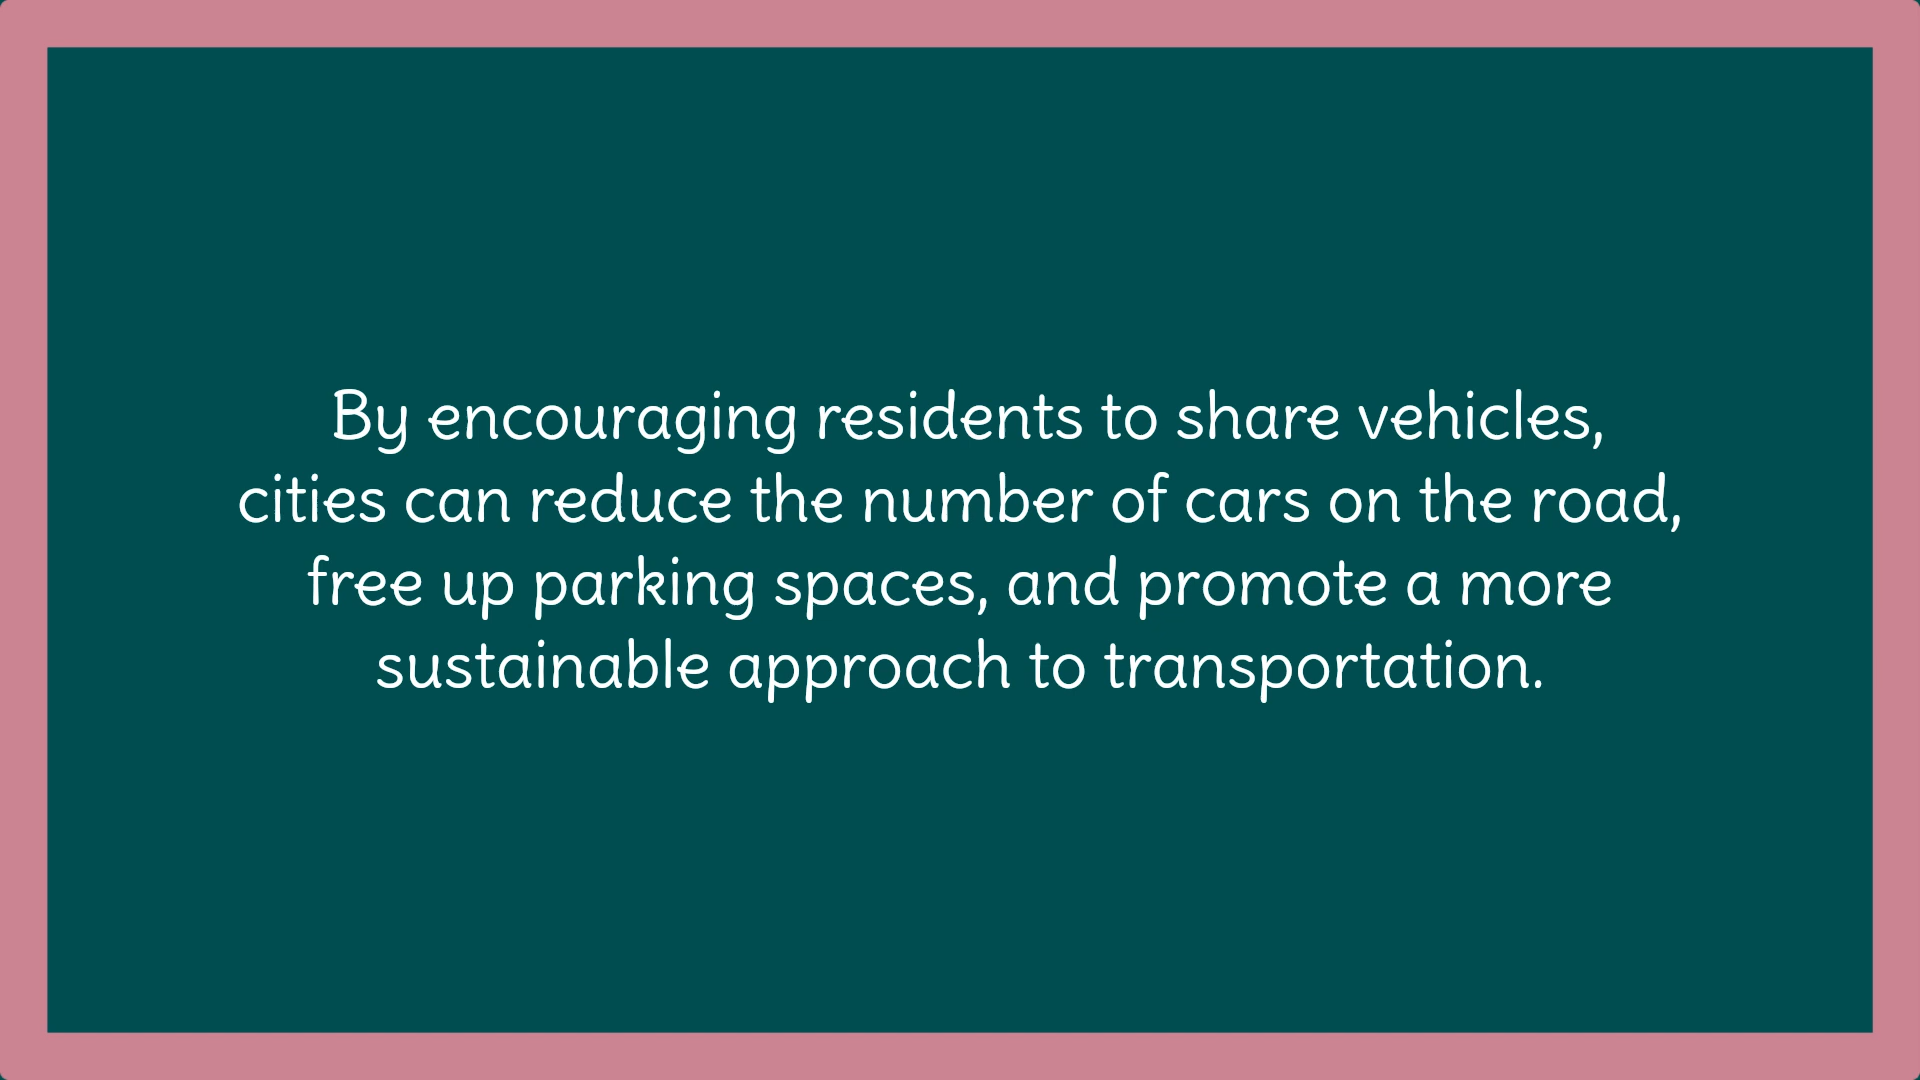 By encouraging residents to share vehicles,
cities can reduce the number of cars on the road,
free up parking spaces, and promote a more
sustainable approach to transportation.